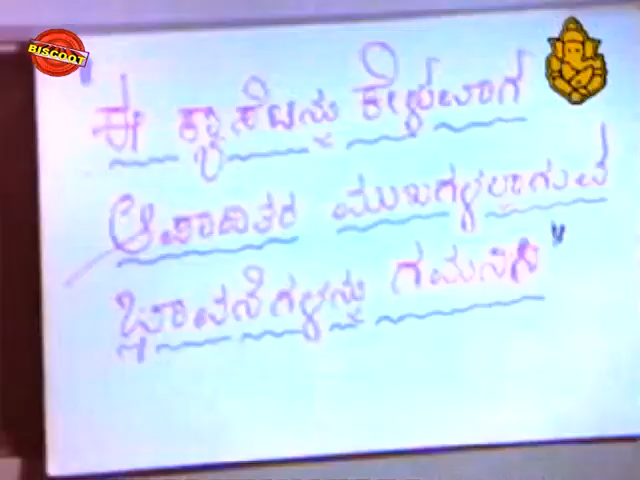 BISCOOT
ಈ ಕ್ಯಾಸೆಟನ್ನು ಕೇಳುವಾಗ
ಆಪಾದಿತರ ಮುಖಗಳಲ್ಲಾಗುವ
ಭಾವನೆಗಳನ್ನು ಗಮನಿಸಿ"